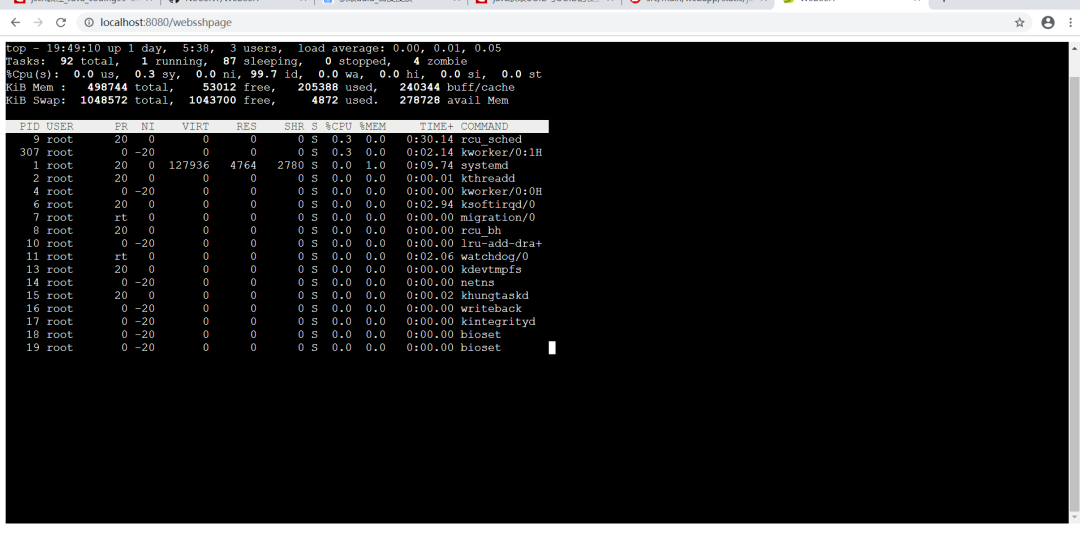 localhost:8080/websshpage
top - 19:49:10 up 1 day,  5:38,  3 users,  load average: 0.00, 0.01, 0.05
Tasks:  92 total,   1 running,  87 sleeping,   0 stopped,   4 zombie
%Cpu(s):  0.0 us,  0.3 sy,  0.0 ni, 99.7 id,  0.0 wa,  0.0 hi,  0.0 si,  0.0 st
KiB Mem :   498744 total,    53012 free,   205388 used,   240344 buff/cache
KiB Swap:  1048572 total,  1043700 free,     4872 used.   278728 avail Mem
PID USER      PR  NI    VIRT    RES    SHR S %CPU %MEM     TIME+ COMMAND
9 root      20   0       0      0      0 S  0.3  0.0   0:30.14 rcu_sched
307 root       0 -20       0      0      0 S  0.3  0.0   0:02.14 kworker/0:1H
1 root      20   0  127936   4764   2780 S  0.0  1.0   0:09.74 systemd
2 root      20   0       0      0      0 S  0.0  0.0   0:00.01 kthreadd
4 root       0 -20       0      0      0 S  0.0  0.0   0:00.00 kworker/0:0H
6 root      20   0       0      0      0 S  0.0  0.0   0:02.94 ksoftirqd/0
7 root      rt   0       0      0      0 S  0.0  0.0   0:00.00 migration/0
8 root      20   0       0      0      0 S  0.0  0.0   0:00.00 rcu_bh
10 root       0 -20       0      0      0 S  0.0  0.0   0:00.00 lru-add-dra+
11 root      rt   0       0      0      0 S  0.0  0.0   0:02.06 watchdog/0
13 root      20   0       0      0      0 S  0.0  0.0   0:00.00 kdevtmpfs
14 root       0 -20       0      0      0 S  0.0  0.0   0:00.00 netns
15 root      20   0       0      0      0 S  0.0  0.0   0:00.02 khungtaskd
16 root       0 -20       0      0      0 S  0.0  0.0   0:00.00 writeback
17 root       0 -20       0      0      0 S  0.0  0.0   0:00.00 kintegrityd
18 root       0 -20       0      0      0 S  0.0  0.0   0:00.00 bioset
19 root       0 -20       0      0      0 S  0.0  0.0   0:00.00 bioset